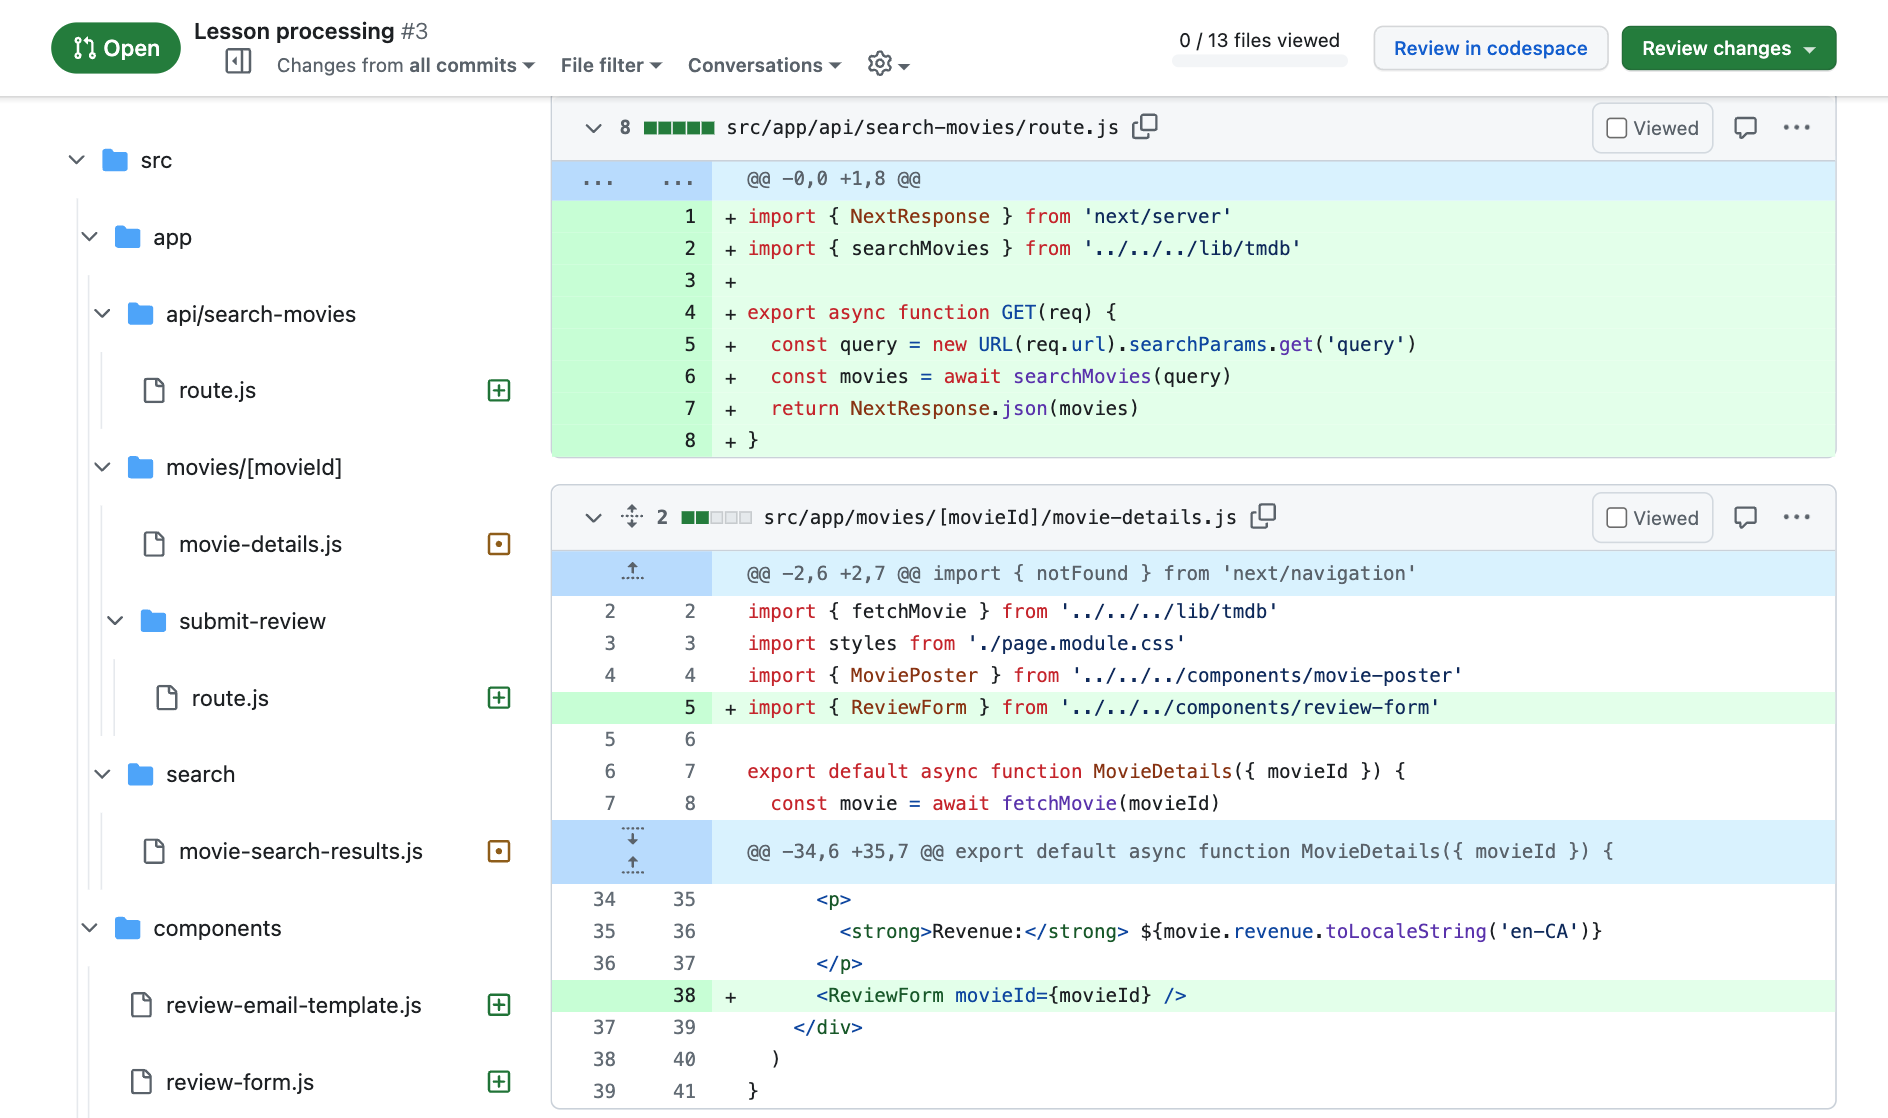 Open
Lesson processing #3
Changes from all commits File filter Conversations
0 / 13 files viewed
Review in codespace
Review changes
src
app
api/search-movies
route.js
movies/[movieId]
movie-details.js
submit-review
route.js
search
movie-search-results.js
components
review-email-template.js
review-form.js
8 src/app/api/search-movies/route.js Viewed
... ... @@ -0,0 +1,8 @@
1 + import { NextResponse } from 'next/server'
2 + import { searchMovies } from '../../../lib/tmdb'
3 +
4 + export async function GET(req) {
5 + const query = new URL(req.url).searchParams.get('query')
6 + const movies = await searchMovies(query)
7 + return NextResponse.json(movies)
8 + }
2 src/app/movies/[movieId]/movie-details.js Viewed
@@ -2,6 +2,7 @@ import { notFound } from 'next/navigation'
2 2 import { fetchMovie } from '../../../lib/tmdb'
3 3 import styles from './page.module.css'
4 4 import { MoviePoster } from '../../../components/movie-poster'
5 + import { ReviewForm } from '../../../components/review-form'
5 6
6 7 export default async function MovieDetails({ movieId }) {
7 8 const movie = await fetchMovie(movieId)
@@ -34,6 +35,7 @@ export default async function MovieDetails({ movieId }) {
34 35 <p>
35 36 <strong>Revenue:</strong> ${movie.revenue.toLocaleString('en-CA')}
36 37 </p>
38 + <ReviewForm movieId={movieId} />
37 39 </div>
38 40 )
39 41 }